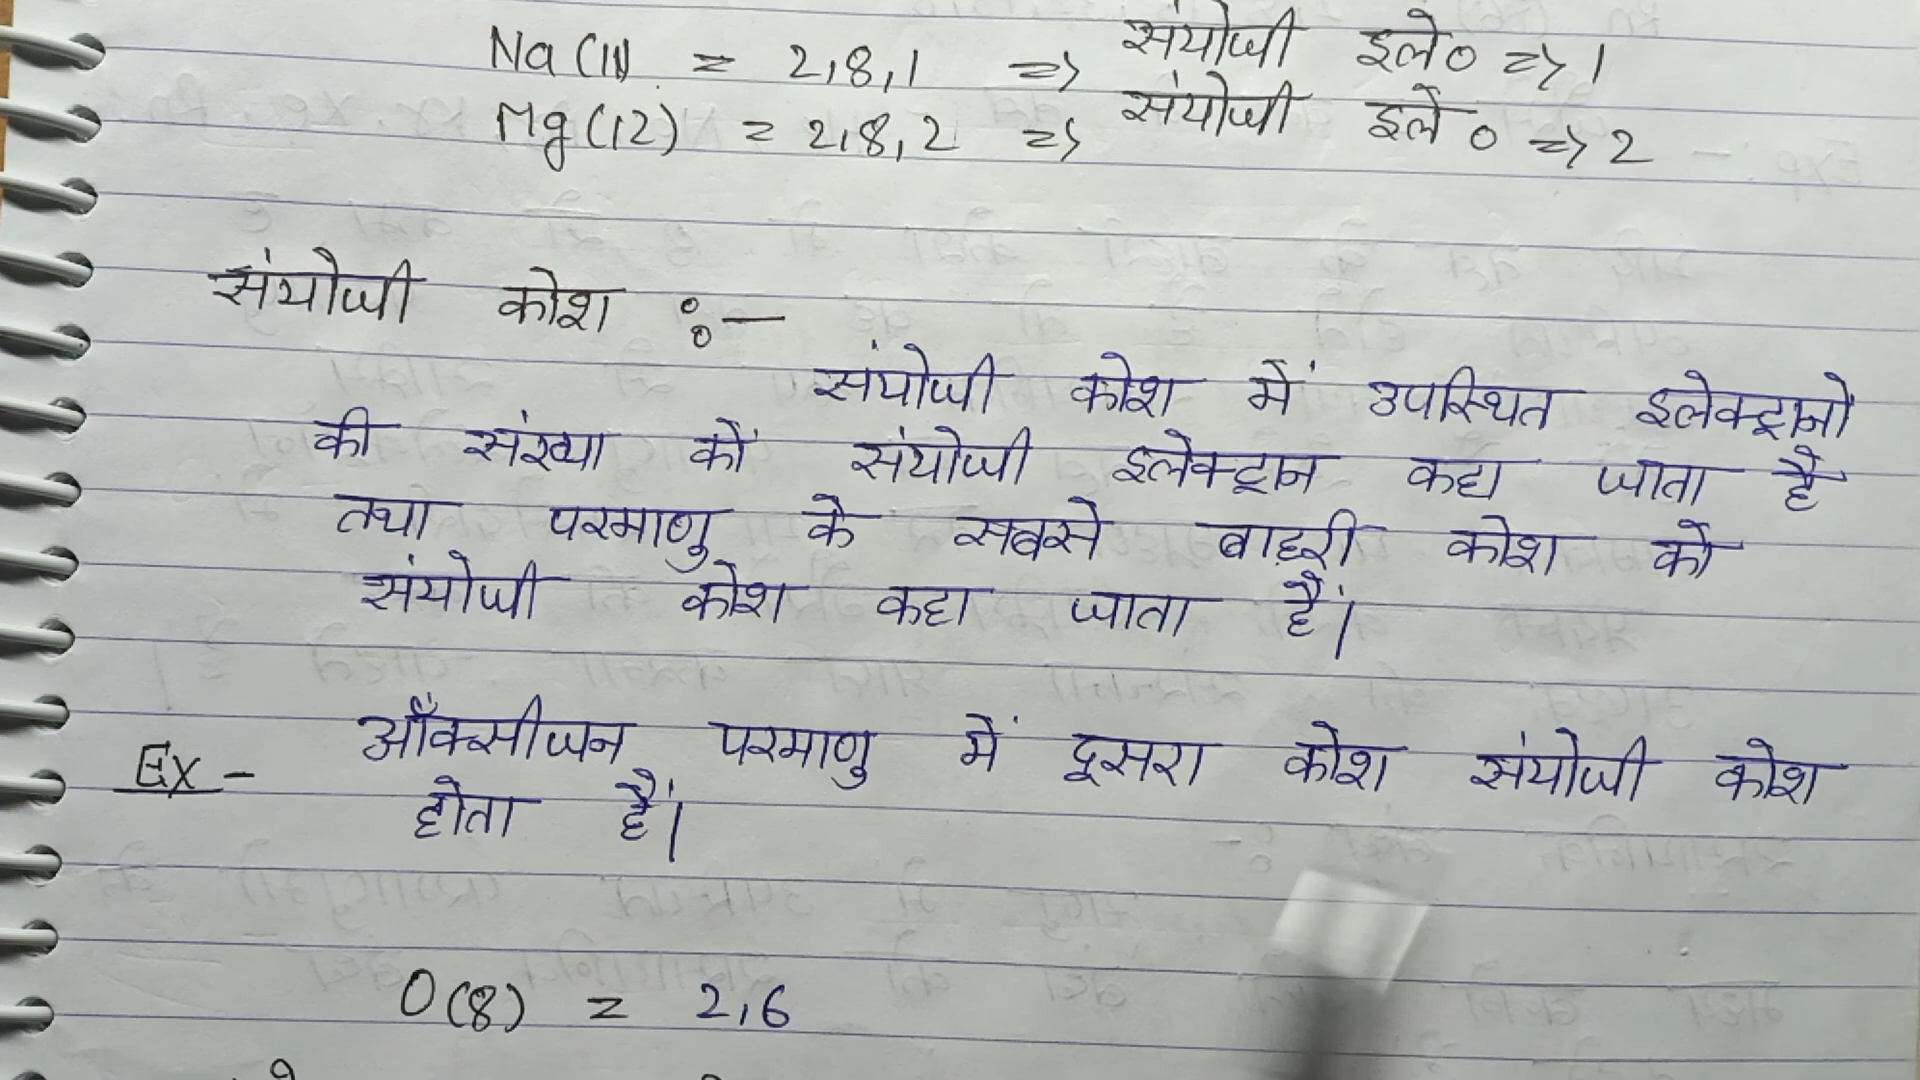 Na (11) = 2,8,1 => संयोजी इले० => 1
Mg(12) = 2,8,2 => संयोजी इले० => 2
संयोजी कोश :-
संयोजी कोश में उपस्थित इलेक्ट्रानो
की संख्या कों संयोजी इलेक्ट्रान कहा जाता है
तथा परमाणु के सबसे बाहरी कोश को
संयोजी कोश कहा जाता हैं।
Ex - ऑक्सीजन परमाणु में दूसरा कोश संयोजी कोश
होता हैं।
O(8) = 2,6